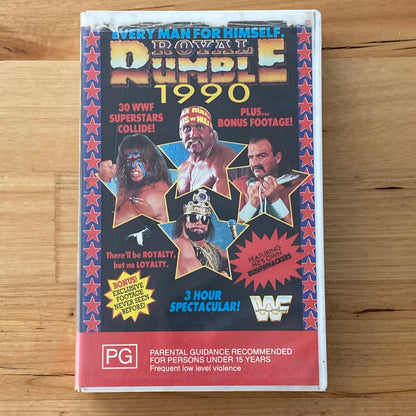 EVERY MAN FOR HIMSELF.
ROYAL
RUMBLE
1990
30 WWF
SUPERSTARS
COLLIDE!
PLUS...
BONUS FOOTAGE!
There'll be ROYALTY,
but no LOYALTY.
BONUS!
EXCLUSIVE
FOOTAGE
NEVER SEEN
BEFORE!
3 HOUR
SPECTACULAR!
FEATURING
N.Z.'S OWN
BUSHWHACKERS
WF
PG
PARENTAL GUIDANCE RECOMMENDED
FOR PERSONS UNDER 15 YEARS
Frequent low level violence